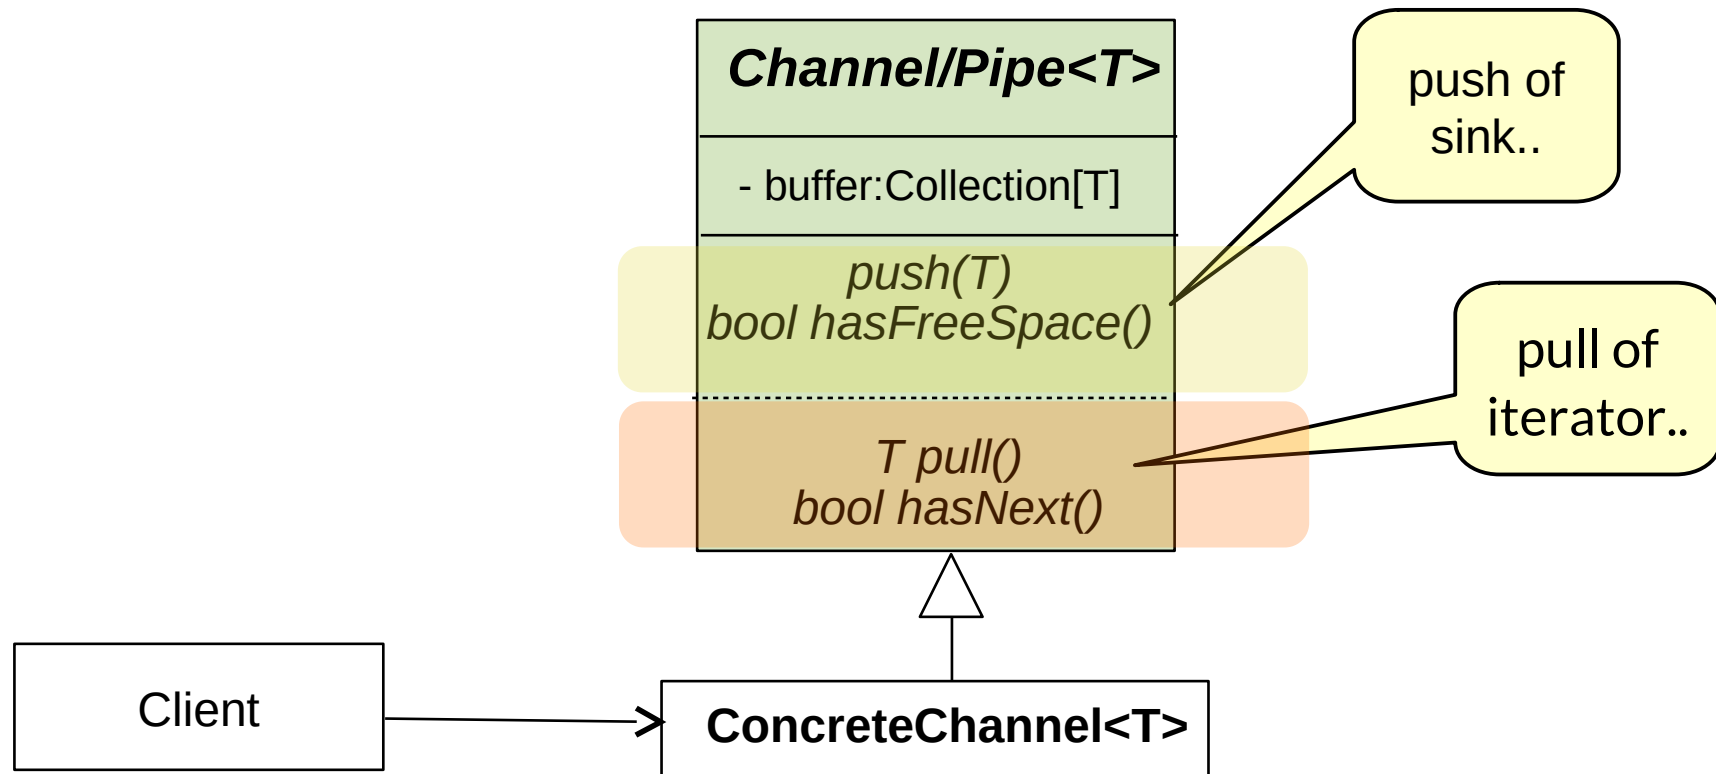 Channel/Pipe<T>
- buffer:Collection[T]
push(T)
bool hasFreeSpace()
T pull()
bool hasNext()
push of
sink..
pull of
iterator..
Client
ConcreteChannel<T>